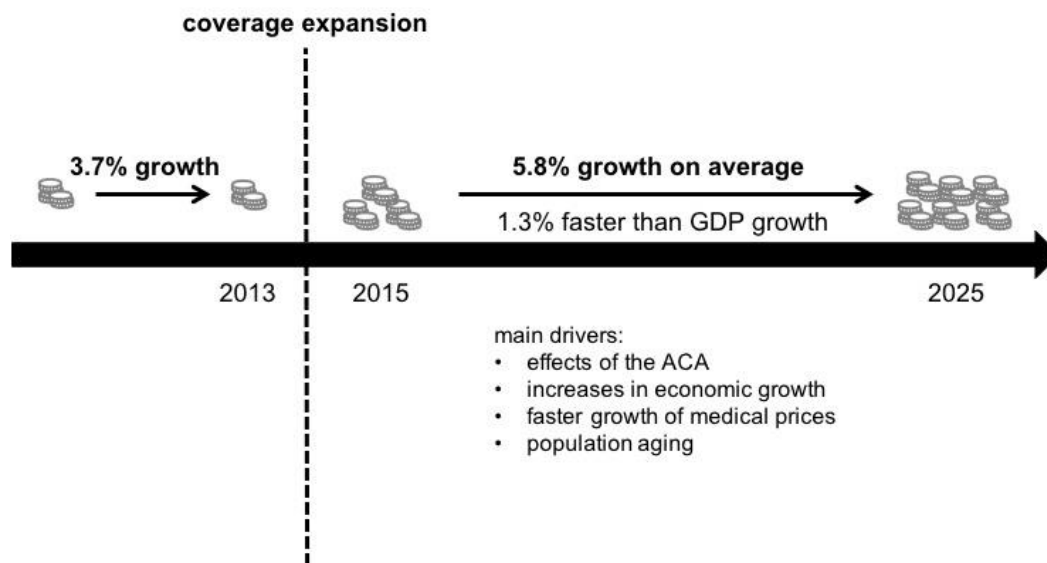 coverage expansion
3.7% growth
5.8% growth on average
1.3% faster than GDP growth
2013
2015
2025
main drivers:
• effects of the ACA
• increases in economic growth
• faster growth of medical prices
• population aging